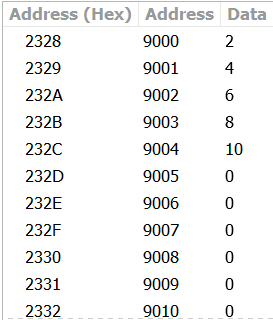 Address (Hex) Address Data
2328 9000 2
2329 9001 4
232A 9002 6
232B 9003 8
232C 9004 10
232D 9005 0
232E 9006 0
232F 9007 0
2330 9008 0
2331 9009 0
2332 9010 0